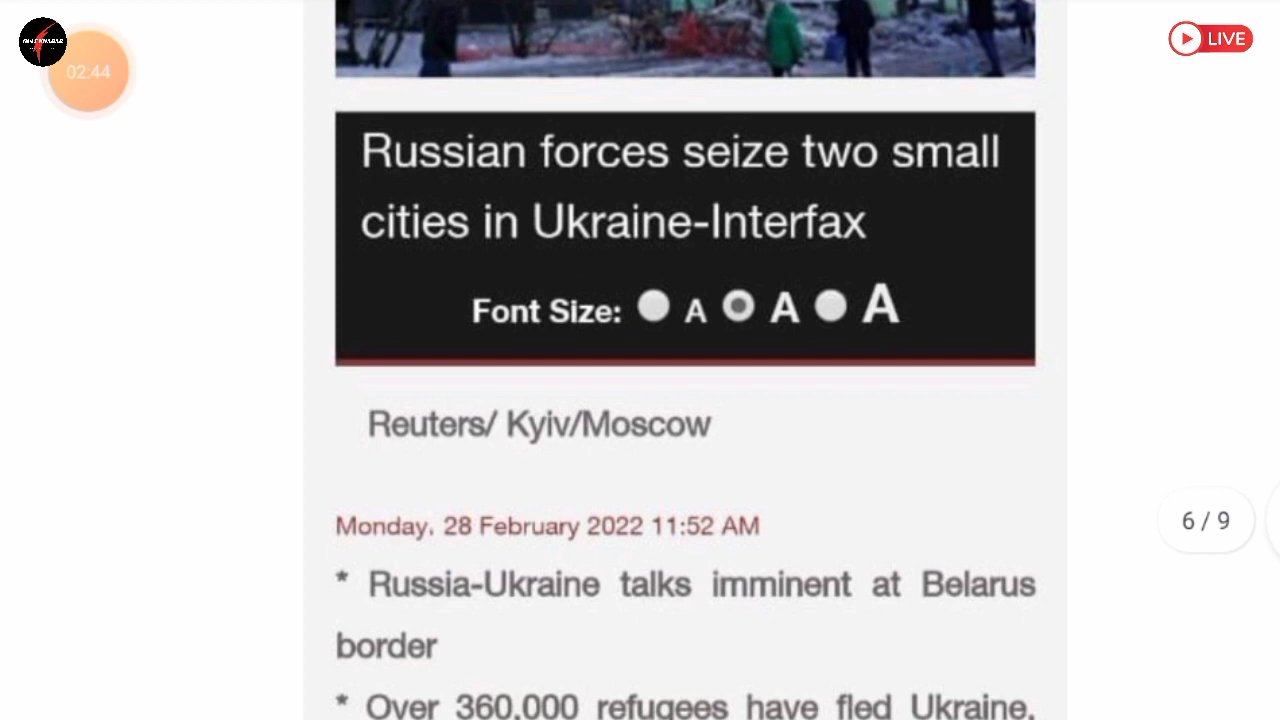 02:44
LIVE
Russian forces seize two small
cities in Ukraine-Interfax
Font Size: A A A
Reuters/ Kyiv/Moscow
Monday, 28 February 2022 11:52 AM
6 / 9
* Russia-Ukraine talks imminent at Belarus
border
* Over 360,000 refugees have fled Ukraine,